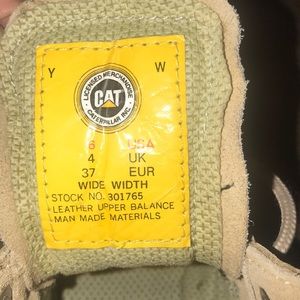 Y W
LICENSED MERCHANDISE
CAT
CATERPILLAR INC.
6 USA
4 UK
37 EUR
WIDE WIDTH
STOCK NO. 301765
LEATHER UPPER BALANCE
MAN MADE MATERIALS